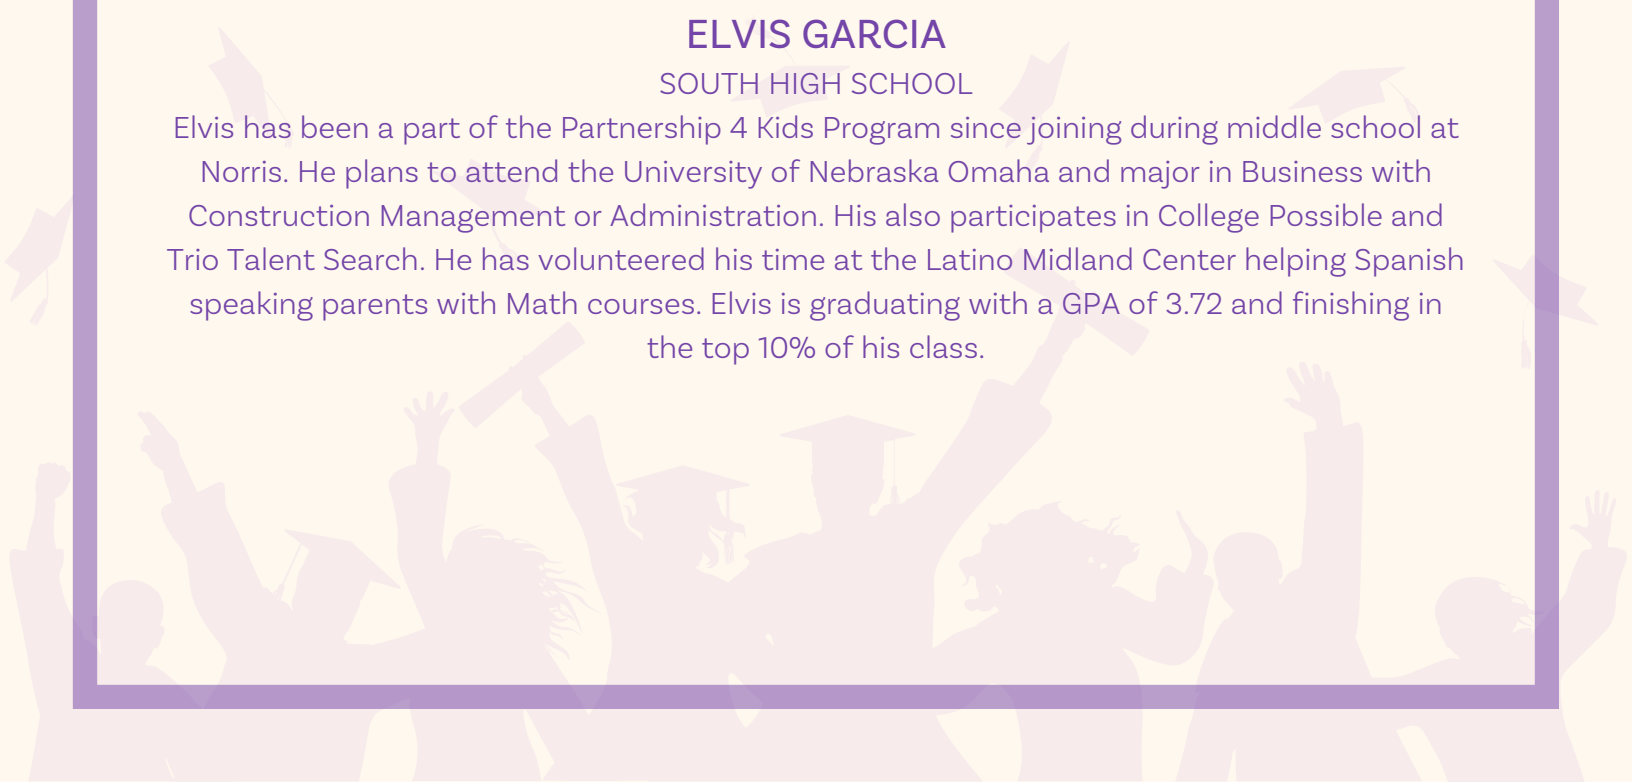 ELVIS GARCIA
SOUTH HIGH SCHOOL
Elvis has been a part of the Partnership 4 Kids Program since joining during middle school at
Norris. He plans to attend the University of Nebraska Omaha and major in Business with
Construction Management or Administration. His also participates in College Possible and
Trio Talent Search. He has volunteered his time at the Latino Midland Center helping Spanish
speaking parents with Math courses. Elvis is graduating with a GPA of 3.72 and finishing in
the top 10% of his class.